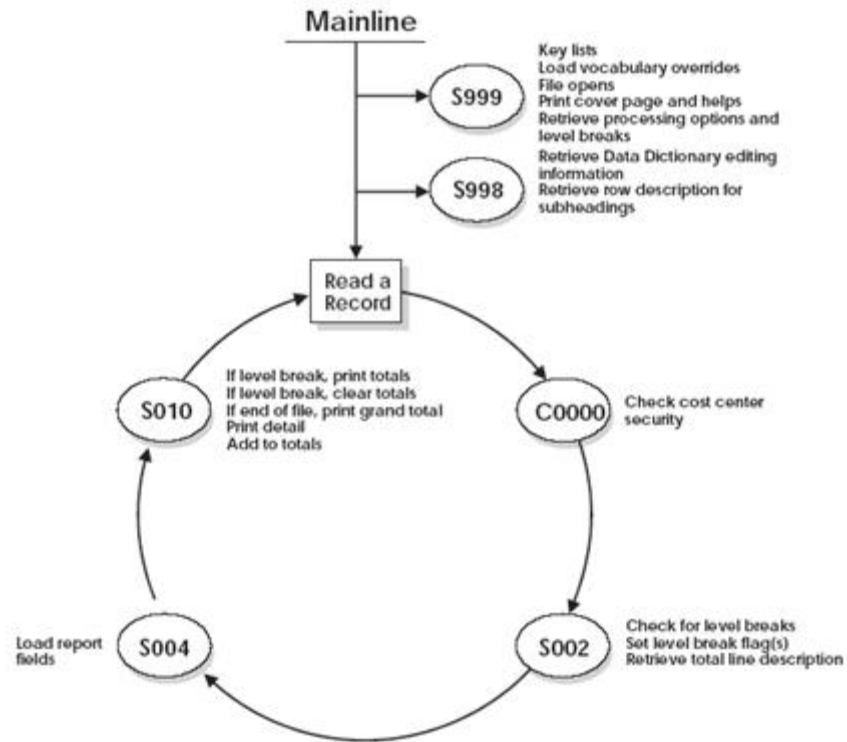 Mainline
S999
Key lists
Load vocabulary overrides
File opens
Print cover page and helps
Retrieve processing options and
level breaks
S998
Retrieve Data Dictionary editing
information
Retrieve row description for
subheadings
Read a
Record
S010
If level break, print totals
If level break, clear totals
If end of file, print grand total
Print detail
Add to totals
C0000
Check cost center
security
Load report
fields
S004
S002
Check for level breaks
Set level break flag(s)
Retrieve total line description